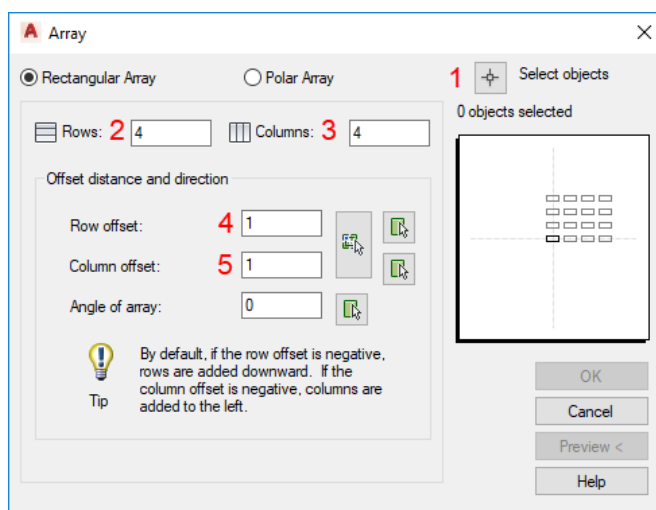 Array
Rectangular Array
Polar Array
1
Select objects
0 objects selected
Rows: 2 4
Columns: 3 4
Offset distance and direction
Row offset: 4 1
Column offset: 5 1
Angle of array: 0
Tip
By default, if the row offset is negative,
rows are added downward. If the
column offset is negative, columns are
added to the left.
OK
Cancel
Preview <
Help